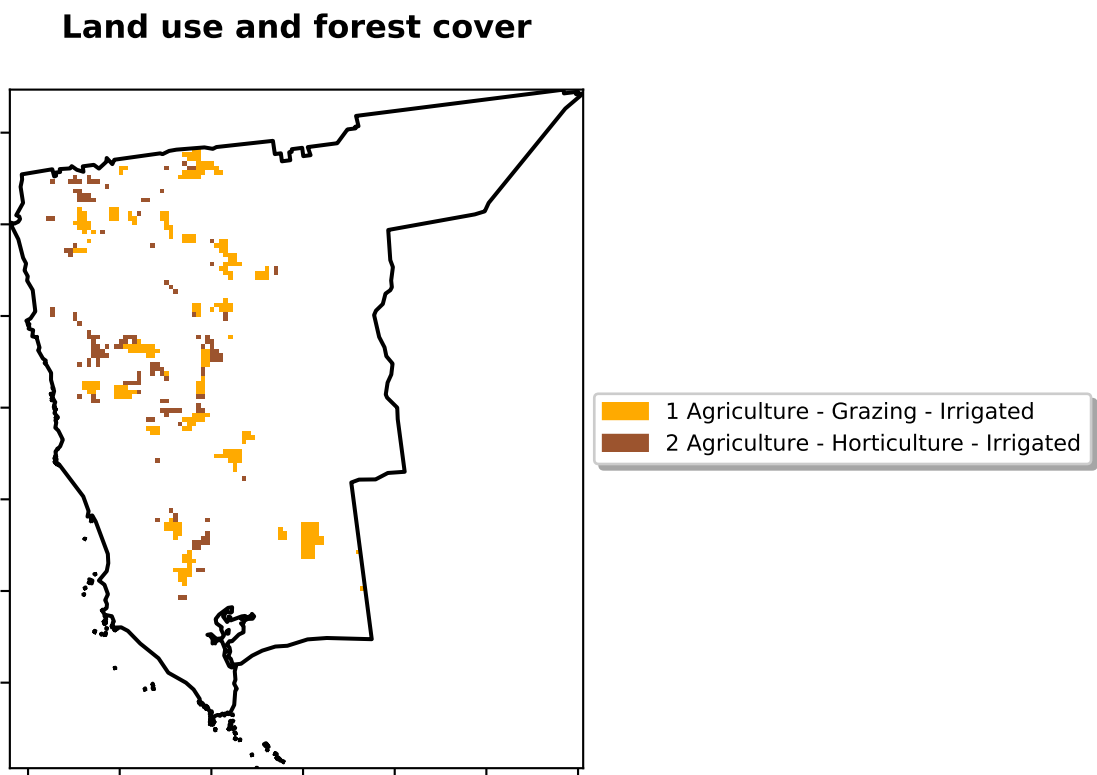 Land use and forest cover
1 Agriculture - Grazing - Irrigated
2 Agriculture - Horticulture - Irrigated